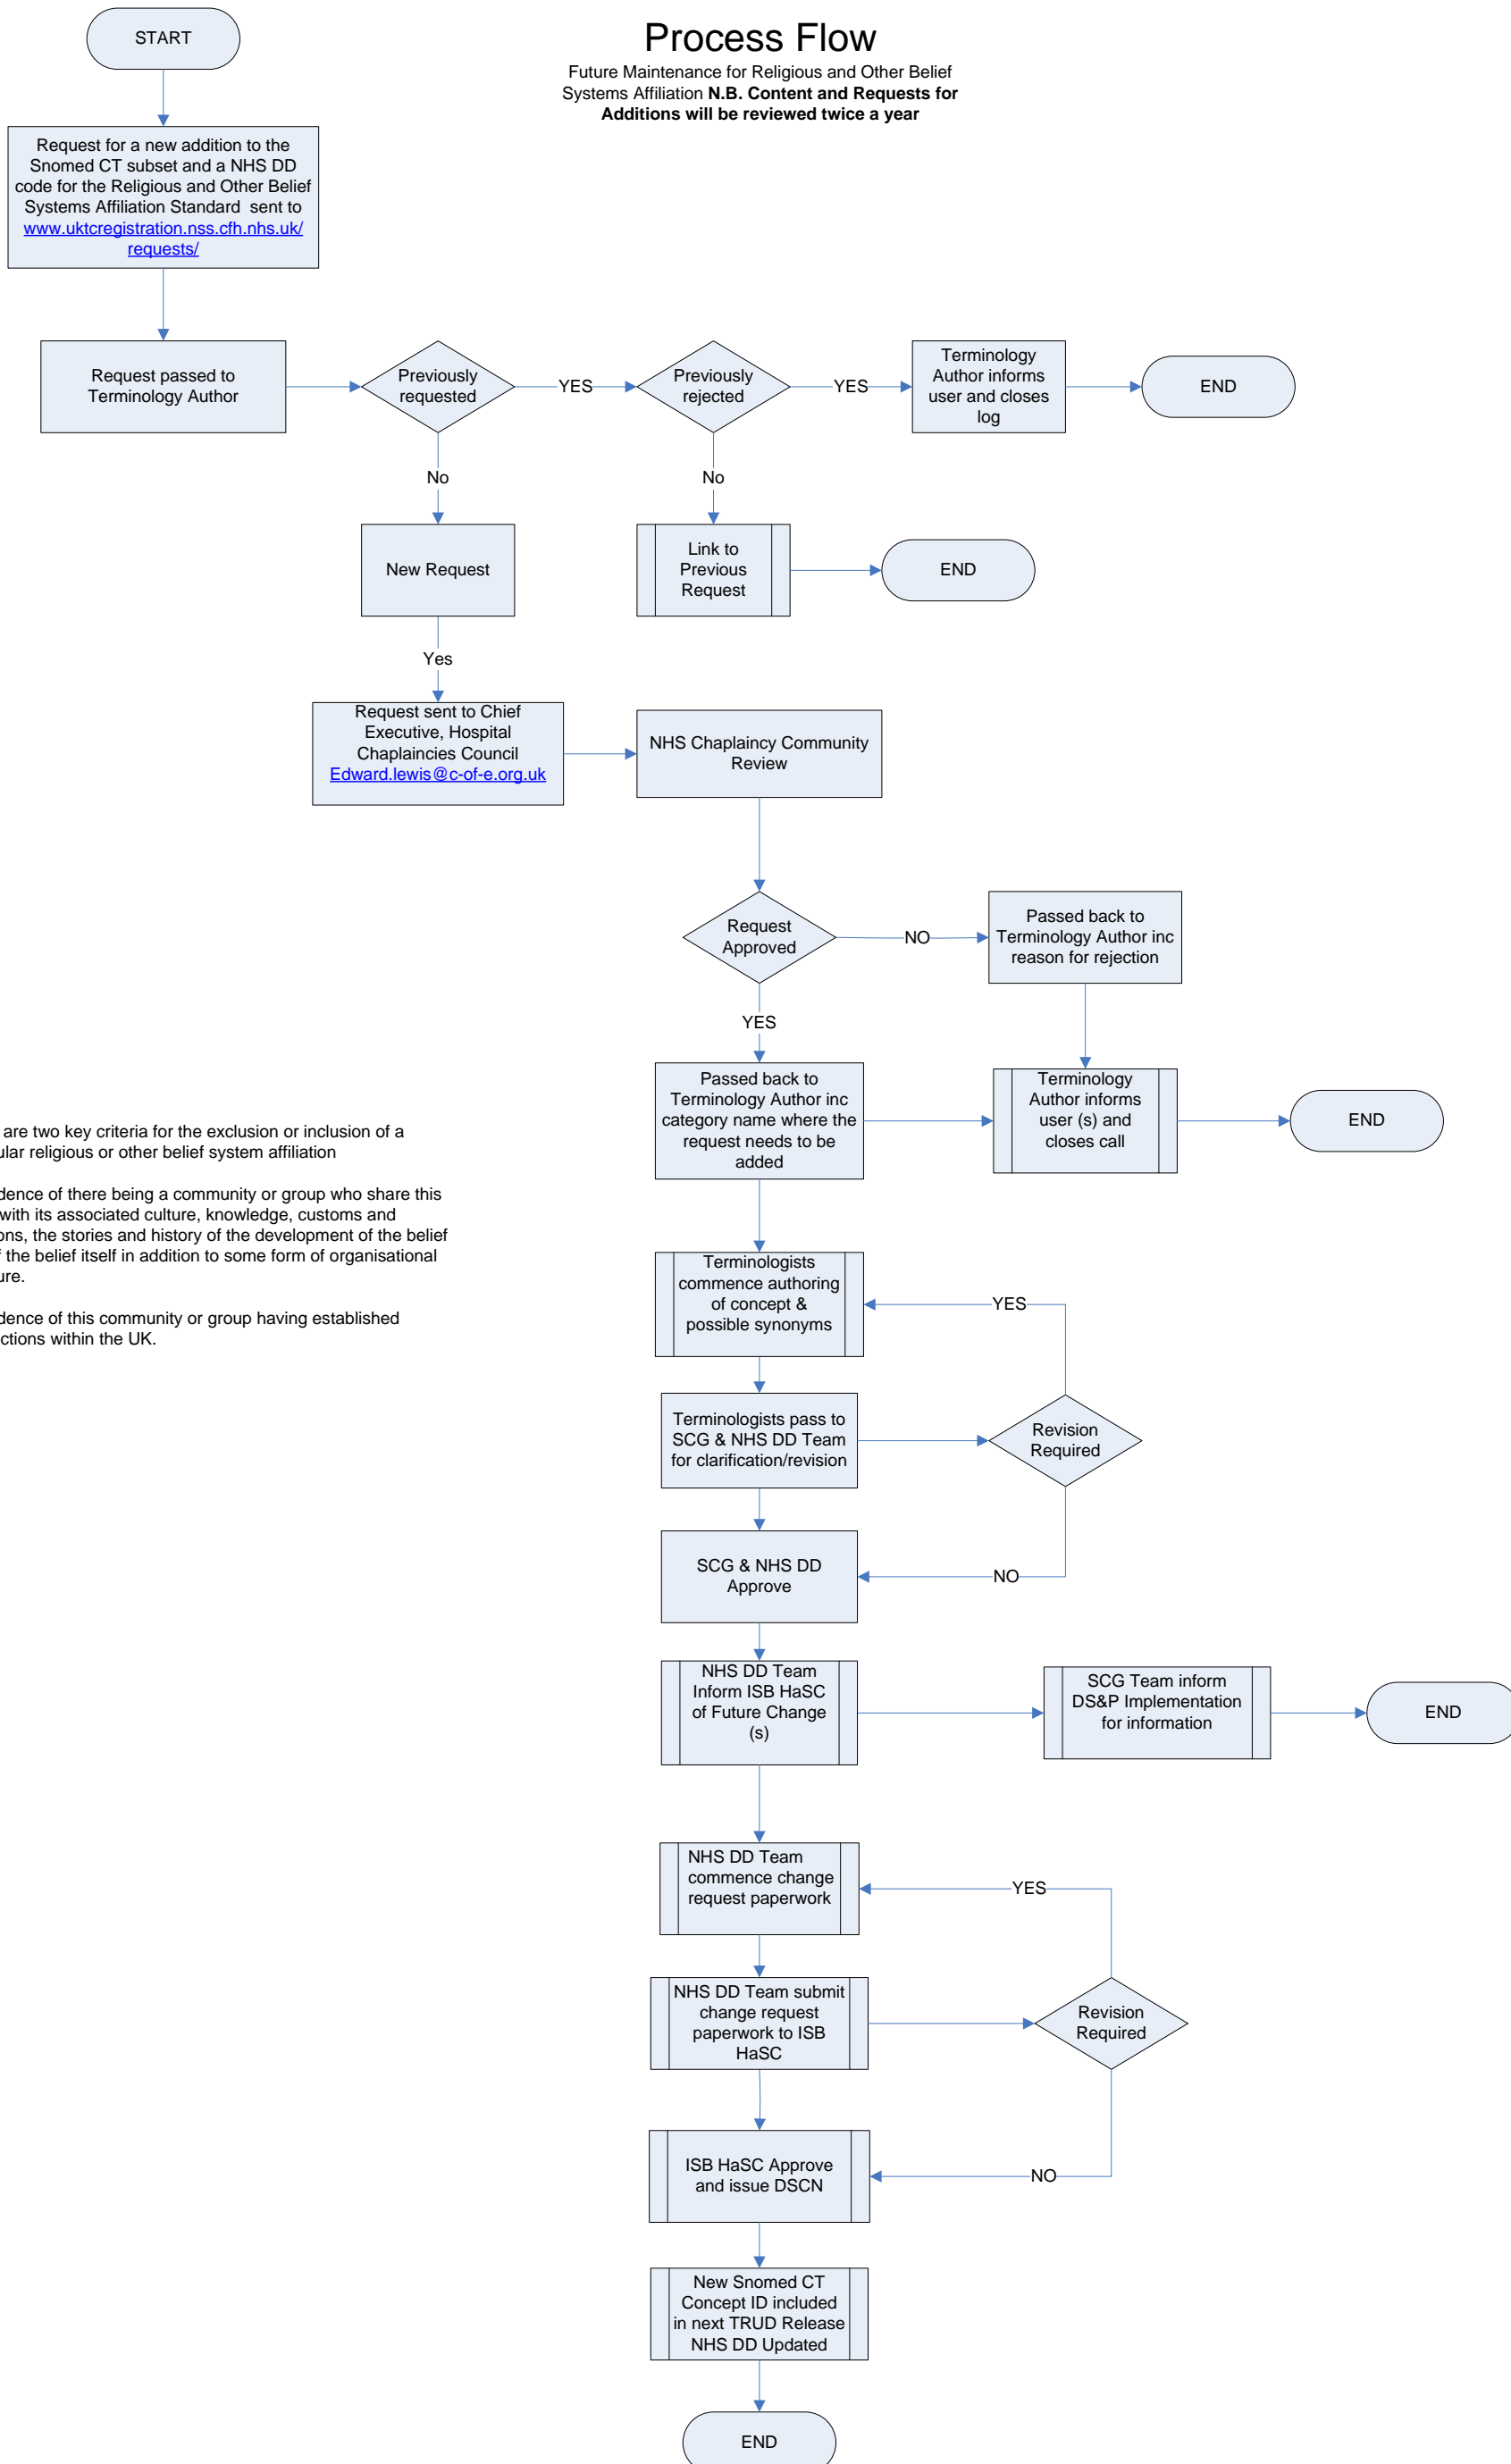 START
Process Flow
Future Maintenance for Religious and Other Belief
Systems Affiliation N.B. Content and Requests for
Additions will be reviewed twice a year
Request for a new addition to the
Snomed CT subset and a NHS DD
code for the Religious and Other Belief
Systems Affiliation Standard sent to
www.uktcregistration.nss.cfh.nhs.uk/
requests/
Request passed to
Terminology Author
Previously
requested
YES
Previously
rejected
YES
Terminology
Author informs
user and closes
log
END
No
No
New Request
Link to
Previous
Request
END
Yes
Request sent to Chief
Executive, Hospital
Chaplaincies Council
Edward.lewis@c-of-e.org.uk
NHS Chaplaincy Community
Review
Request
Approved
NO
Passed back to
Terminology Author inc
reason for rejection
YES
Passed back to
Terminology Author inc
category name where the
request needs to be
added
Terminology
Author informs
user (s) and
closes call
END
are two key criteria for the exclusion or inclusion of a
ular religious or other belief system affiliation
dence of there being a community or group who share this
with its associated culture, knowledge, customs and
ons, the stories and history of the development of the belief
f the belief itself in addition to some form of organisational
ure.
dence of this community or group having established
ctions within the UK.
Terminologists
commence authoring
of concept &
possible synonyms
YES
Terminologists pass to
SCG & NHS DD Team
for clarification/revision
Revision
Required
SCG & NHS DD
Approve
NO
NHS DD Team
Inform ISB HaSC
of Future Change
(s)
SCG Team inform
DS&P Implementation
for information
END
NHS DD Team
commence change
request paperwork
YES
NHS DD Team submit
change request
paperwork to ISB
HaSC
Revision
Required
ISB HaSC Approve
and issue DSCN
NO
New Snomed CT
Concept ID included
in next TRUD Release
NHS DD Updated
END